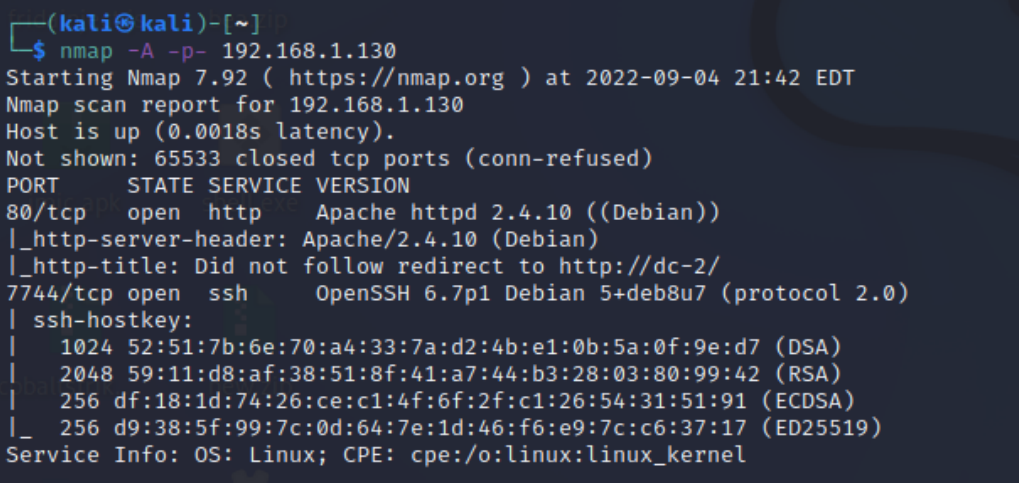 ┌──(kali㉿kali)-[~]
└─$ nmap -A -p- 192.168.1.130
Starting Nmap 7.92 ( https://nmap.org ) at 2022-09-04 21:42 EDT
Nmap scan report for 192.168.1.130
Host is up (0.0018s latency).
Not shown: 65533 closed tcp ports (conn-refused)
PORT     STATE SERVICE VERSION
80/tcp   open  http    Apache httpd 2.4.10 ((Debian))
|_http-server-header: Apache/2.4.10 (Debian)
|_http-title: Did not follow redirect to http://dc-2/
7744/tcp open  ssh     OpenSSH 6.7p1 Debian 5+deb8u7 (protocol 2.0)
| ssh-hostkey:
|   1024 52:51:7b:6e:70:a4:33:7a:d2:4b:e1:0b:5a:0f:9e:d7 (DSA)
|   2048 59:11:d8:af:38:51:8f:41:a7:44:b3:28:03:80:99:42 (RSA)
|   256 df:18:1d:74:26:ce:c1:4f:6f:2f:c1:26:54:31:51:91 (ECDSA)
|_  256 d9:38:5f:99:7c:0d:64:7e:1d:46:f6:e9:7c:c6:37:17 (ED25519)
Service Info: OS: Linux; CPE: cpe:/o:linux:linux_kernel